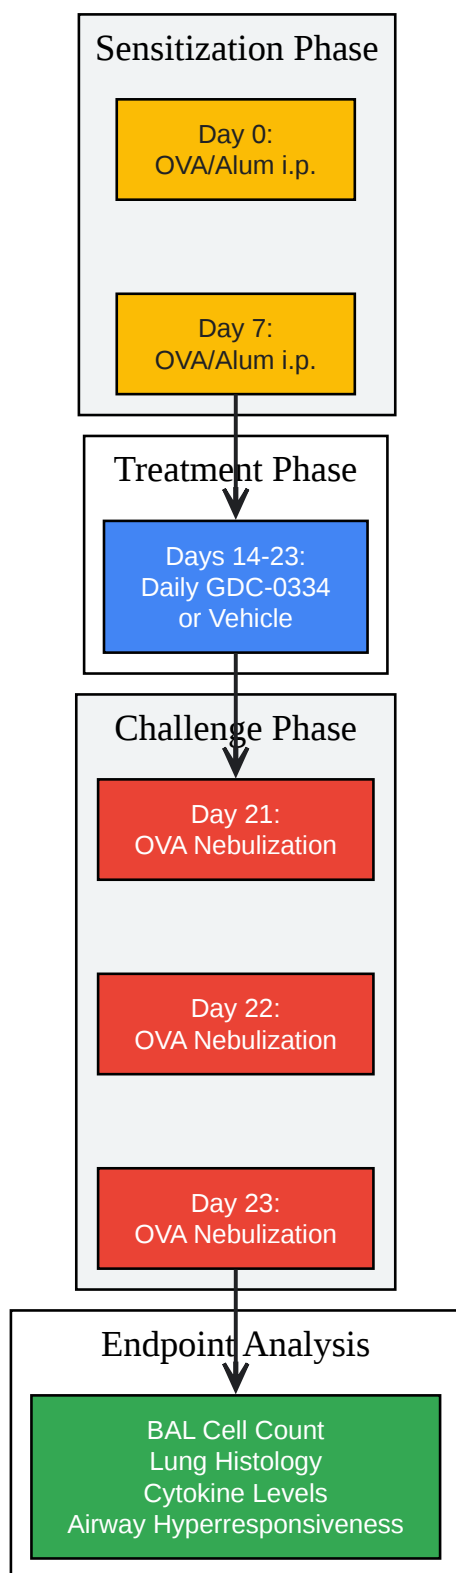 Sensitization Phase
Day 0:
OVA/Alum i.p.
Day 7:
OVA/Alum i.p.
Treatment Phase
Days 14-23:
Daily GDC-0334
or Vehicle
Challenge Phase
Day 21:
OVA Nebulization
Day 22:
OVA Nebulization
Day 23:
OVA Nebulization
Endpoint Analysis
BAL Cell Count
Lung Histology
Cytokine Levels
Airway Hyperresponsiveness